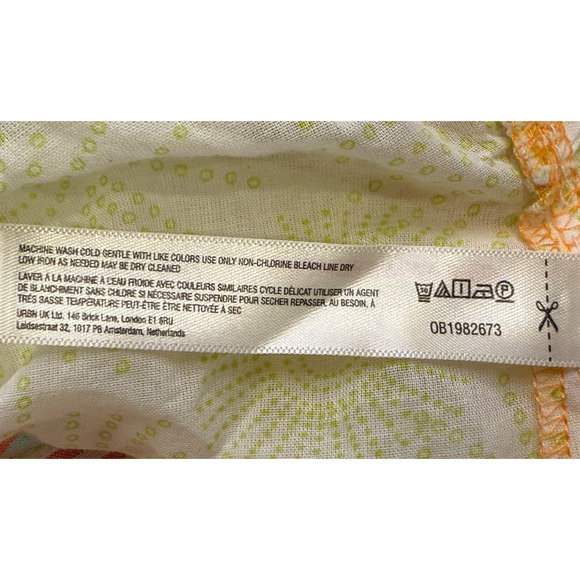 MACHINE WASH COLD GENTLE WITH LIKE COLORS USE ONLY NON-CHLORINE BLEACH LINE DRY
LOW IRON AS NEEDED MAY BE DRY CLEANED
LAVER À LA MACHINE À L'EAU FROIDE AVEC COULEURS SIMILAIRES CYCLE DÉLICAT UTILISER UN AGENT
DE BLANCHIMENT SANS CHLORE SI NÉCESSAIRE SUSPENDRE POUR SECHER REPASSER, AU BESOIN, À
TRÈS BASSE TEMPÉRATURE PEUT-ÊTRE NETTOYÉE A SEC
URBN UK Ltd. 146 Brick Lane, London E1 6RU
Leidsestraat 32, 1017 PB Amsterdam, Netherlands
30
P
OB1982673